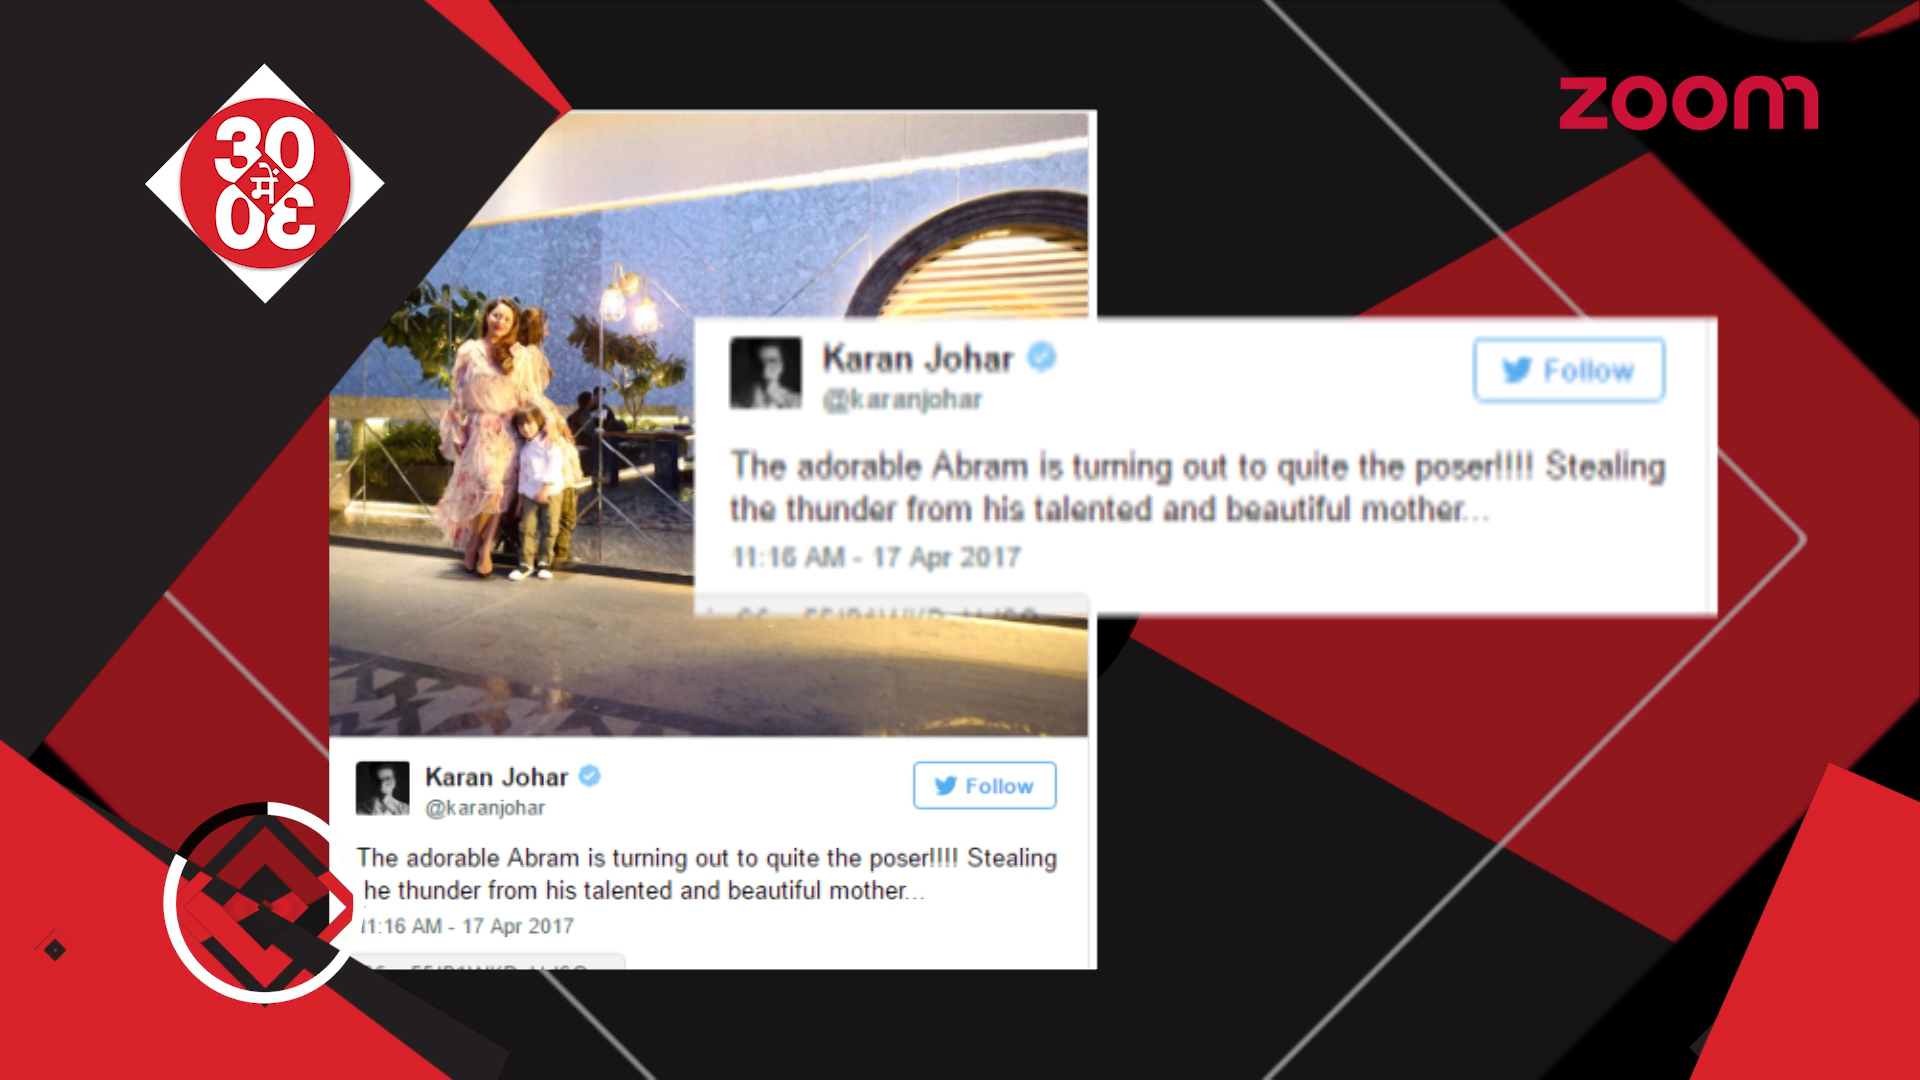 30
में
30
zoom
Karan Johar
@karanjohar
Follow
The adorable Abram is turning out to quite the poser!!!! Stealing
the thunder from his talented and beautiful mother...
11:16 AM - 17 Apr 2017
Karan Johar
@karanjohar
Follow
The adorable Abram is turning out to quite the poser!!!! Stealing
he thunder from his talented and beautiful mother...
11:16 AM - 17 Apr 2017